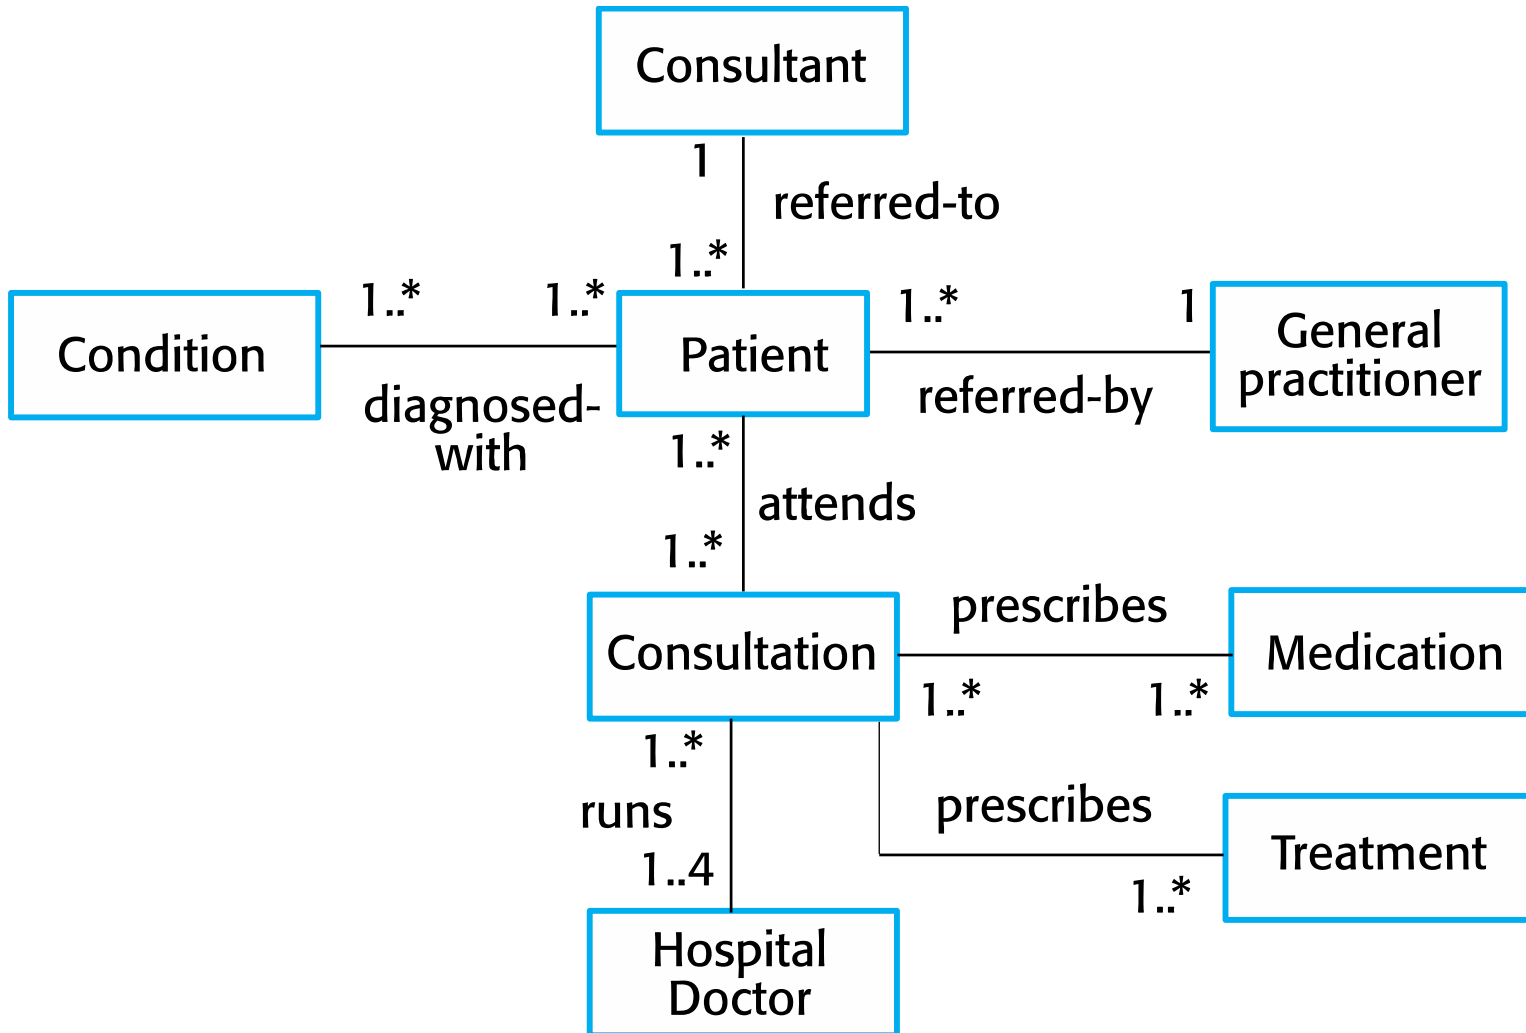 Consultant
1
referred-to
1..*
1..*
1..*
1..*
1
Condition
Patient
General
practitioner
diagnosed-
with
referred-by
1..*
attends
1..*
prescribes
Consultation
Medication
1..*
1..*
1..*
runs
prescribes
1..4
Treatment
1..*
Hospital
Doctor